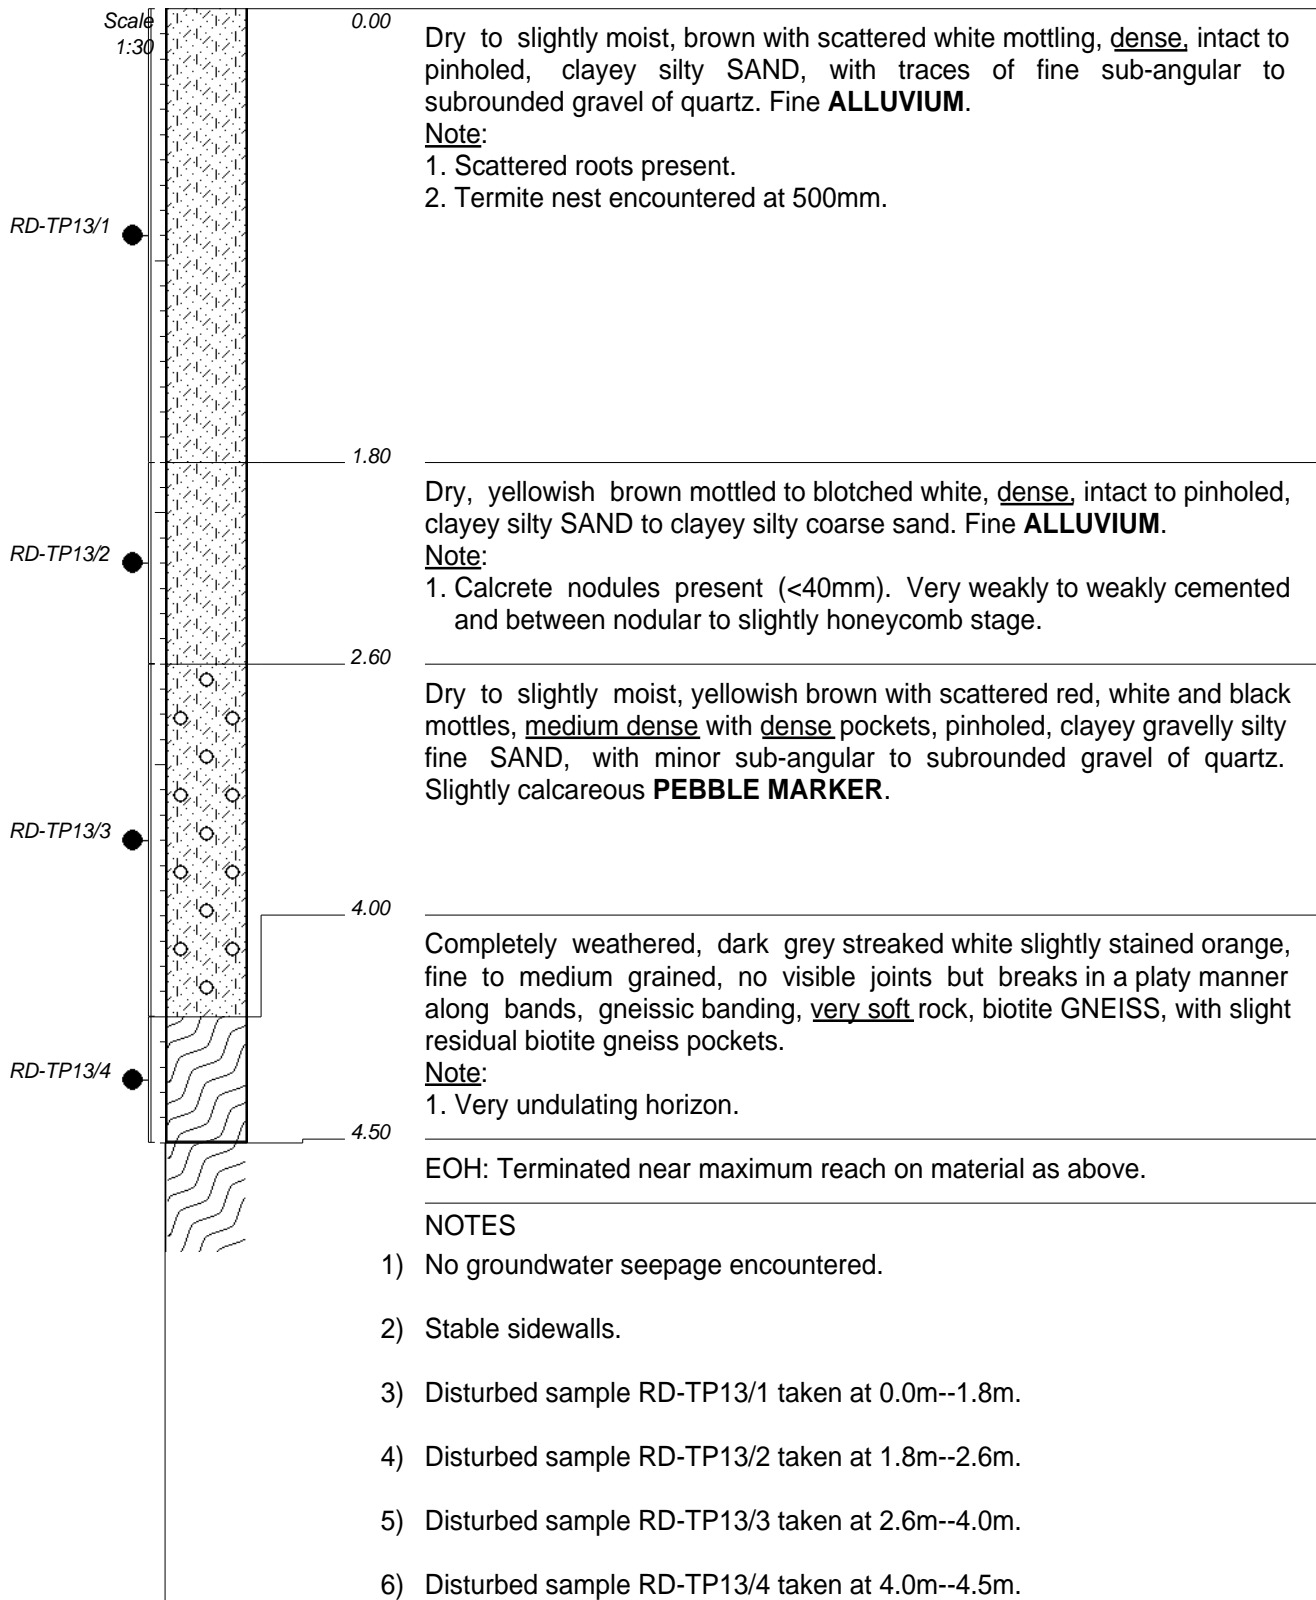 Scale
1:30
0.00
Dry to slightly moist, brown with scattered white mottling, dense, intact to
pinholed, clayey silty SAND, with traces of fine sub-angular to
subrounded gravel of quartz. Fine ALLUVIUM.
Note:
1. Scattered roots present.
2. Termite nest encountered at 500mm.
RD-TP13/1
1.80
Dry, yellowish brown mottled to blotched white, dense, intact to pinholed,
clayey silty SAND to clayey silty coarse sand. Fine ALLUVIUM.
Note:
1. Calcrete nodules present (<40mm). Very weakly to weakly cemented
and between nodular to slightly honeycomb stage.
RD-TP13/2
2.60
Dry to slightly moist, yellowish brown with scattered red, white and black
mottles, medium dense with dense pockets, pinholed, clayey gravelly silty
fine SAND, with minor sub-angular to subrounded gravel of quartz.
Slightly calcareous PEBBLE MARKER.
RD-TP13/3
4.00
Completely weathered, dark grey streaked white slightly stained orange,
fine to medium grained, no visible joints but breaks in a platy manner
along bands, gneissic banding, very soft rock, biotite GNEISS, with slight
residual biotite gneiss pockets.
Note:
1. Very undulating horizon.
RD-TP13/4
4.50
EOH: Terminated near maximum reach on material as above.
NOTES
1) No groundwater seepage encountered.
2) Stable sidewalls.
3) Disturbed sample RD-TP13/1 taken at 0.0m--1.8m.
4) Disturbed sample RD-TP13/2 taken at 1.8m--2.6m.
5) Disturbed sample RD-TP13/3 taken at 2.6m--4.0m.
6) Disturbed sample RD-TP13/4 taken at 4.0m--4.5m.